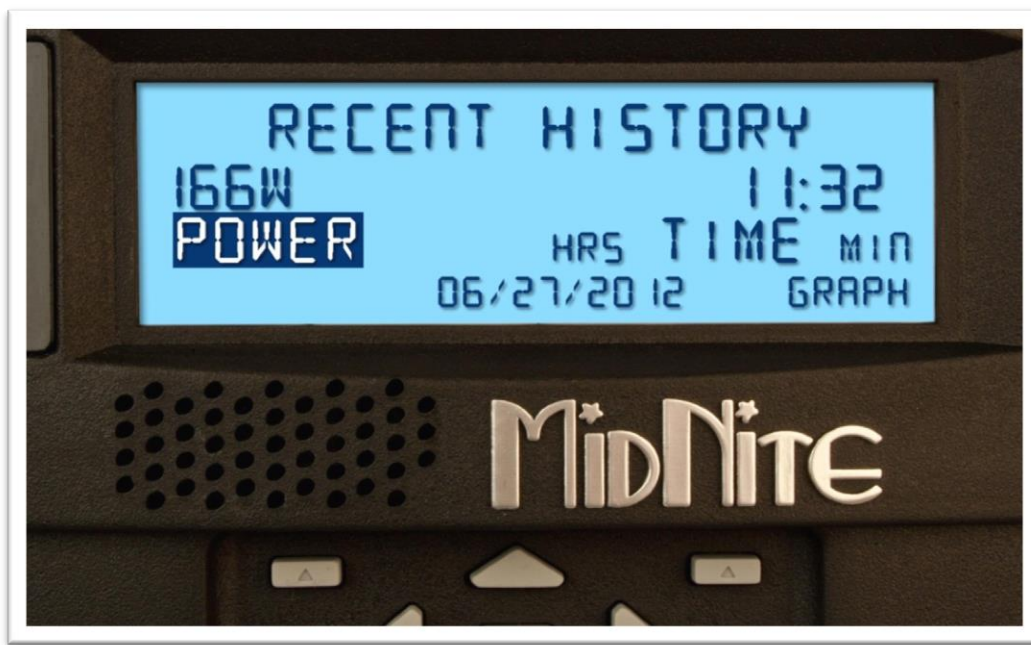 RECENT HISTORY
166W 11:32
POWER HRS TIME MIN
06/27/2012 GRAPH
MIDNITE